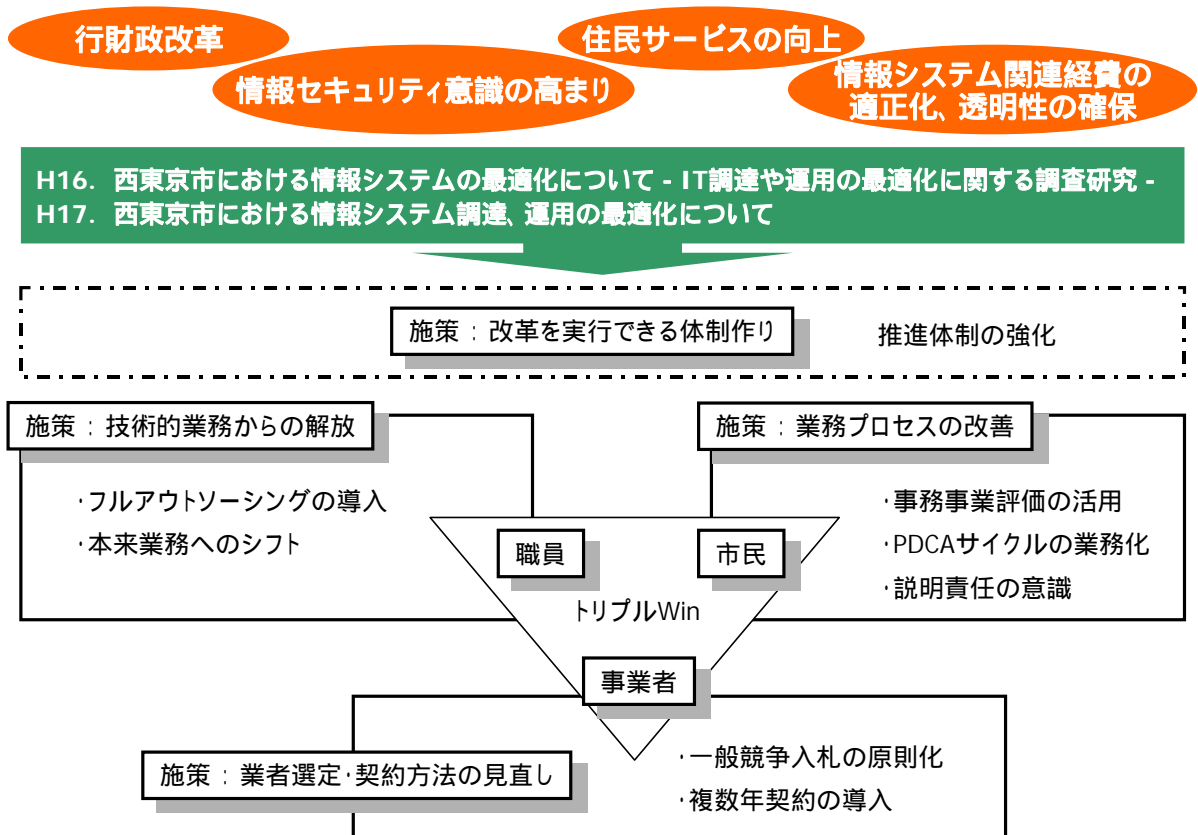 行財政改革
住民サービスの向上
情報セキュリティ意識の高まり
情報システム関連経費の
適正化、透明性の確保
H16. 西東京市における情報システムの最適化について - IT調達や運用の最適化に関する調査研究 -
H17. 西東京市における情報システム調達、運用の最適化について
施策：改革を実行できる体制作り
推進体制の強化
施策：技術的業務からの解放
・フルアウトソーシングの導入
・本来業務へのシフト
施策：業務プロセスの改善
・事務事業評価の活用
・PDCAサイクルの業務化
・説明責任の意識
職員
市民
トリプルWin
事業者
施策：業者選定・契約方法の見直し
・一般競争入札の原則化
・複数年契約の導入